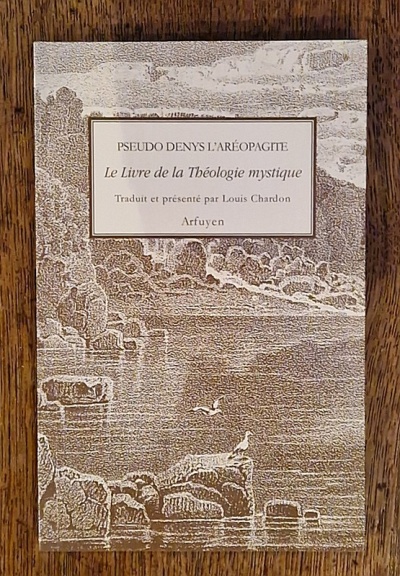 PSEUDO DENYS L'ARÉOPAGITE
Le Livre de la Théologie mystique
Traduit et présenté par Louis Chardon
Arfuyen